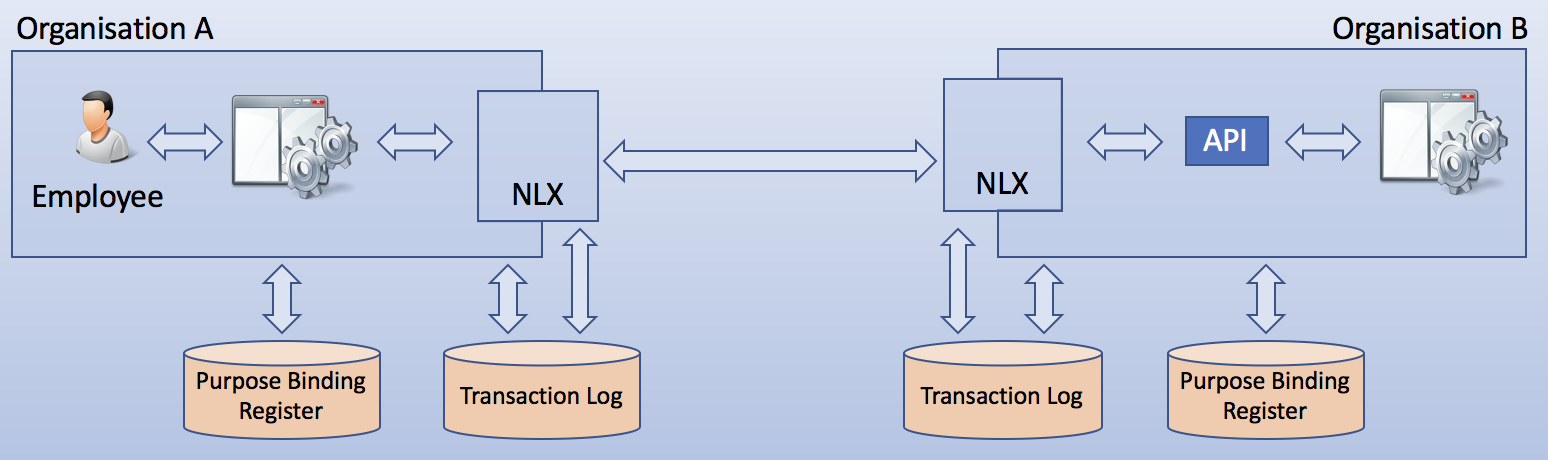 Organisation A
Organisation B
Employee
NLX
NLX
API
Purpose Binding
Register
Transaction Log
Transaction Log
Purpose Binding
Register